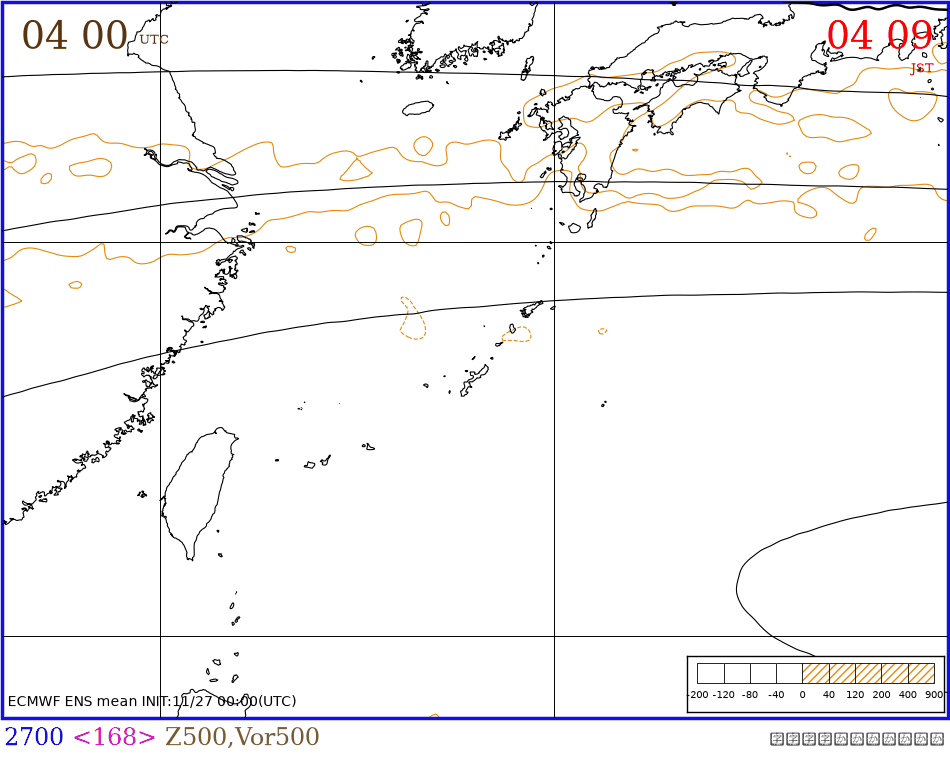 04 00 UTC
04 09
JST
-200 -120 -80 -40 0 40 120 200 400 900
ECMWF ENS mean INIT:11/27 00:00(UTC)
2700 <168> Z500,Vor500